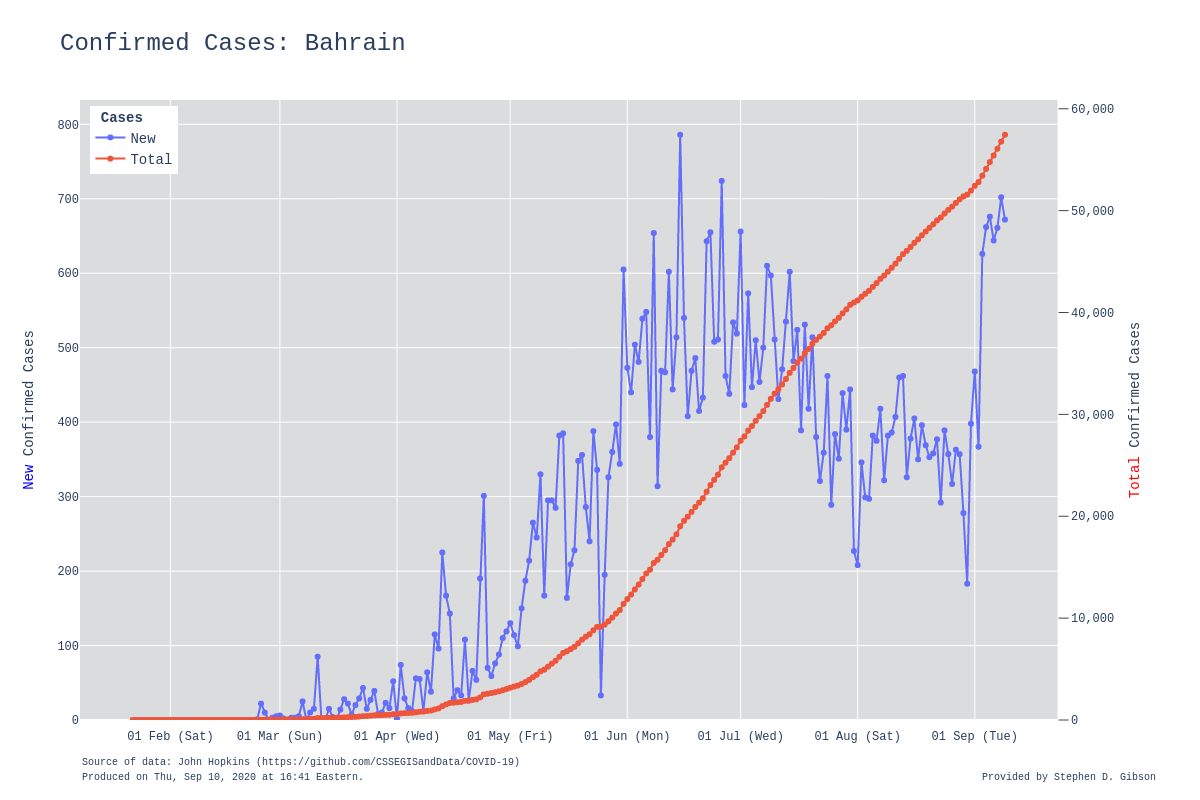 Confirmed Cases: Bahrain
Cases
New
Total
800
700
600
500
400
300
200
100
0
New Confirmed Cases
60,000
50,000
40,000
30,000
20,000
10,000
0
Total Confirmed Cases
01 Feb (Sat)
01 Mar (Sun)
01 Apr (Wed)
01 May (Fri)
01 Jun (Mon)
01 Jul (Wed)
01 Aug (Sat)
01 Sep (Tue)
Source of data: John Hopkins (https://github.com/CSSEGISandData/COVID-19)
Produced on Thu, Sep 10, 2020 at 16:41 Eastern.
Provided by Stephen D. Gibson